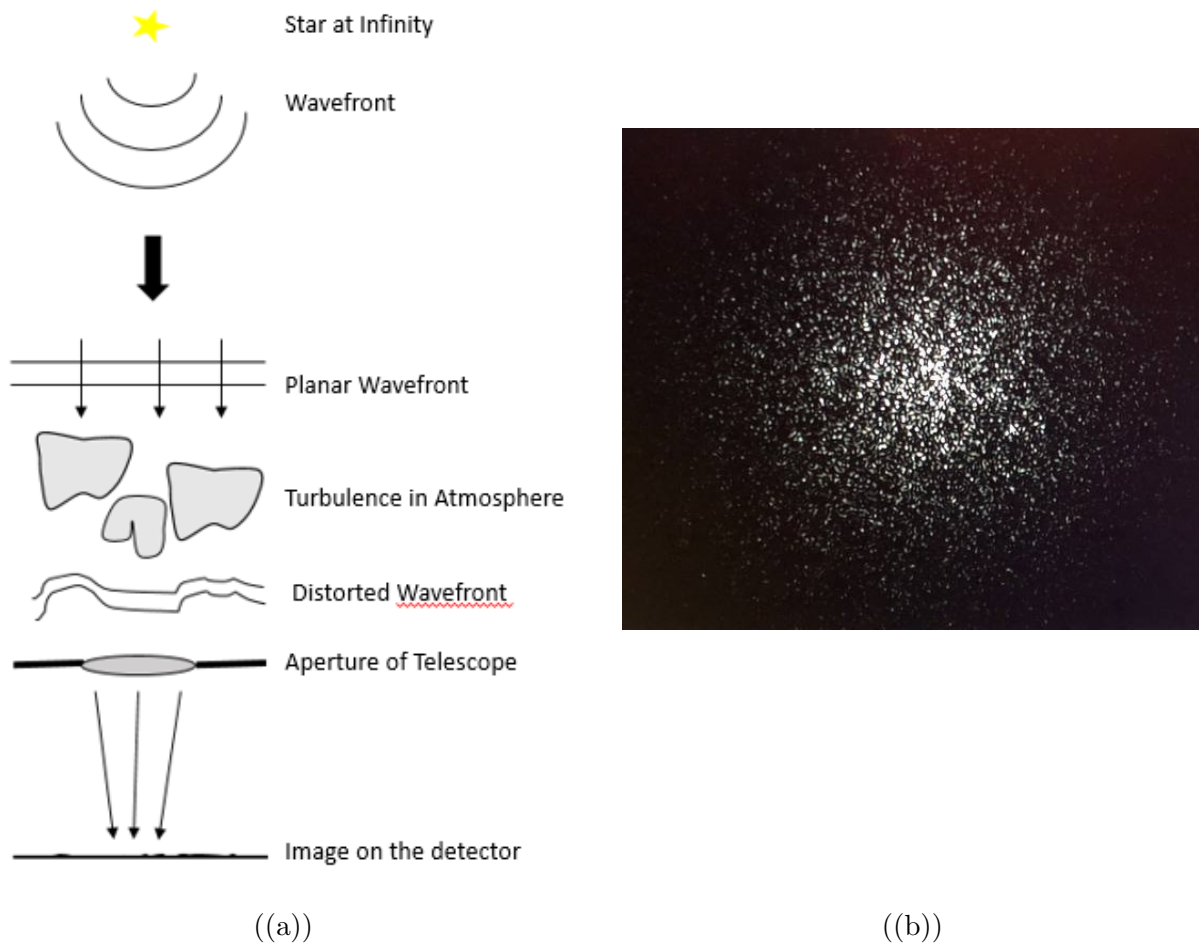 Star at Infinity
Wavefront
Planar Wavefront
Turbulence in Atmosphere
Distorted Wavefront
Aperture of Telescope
Image on the detector
((a))
((b))